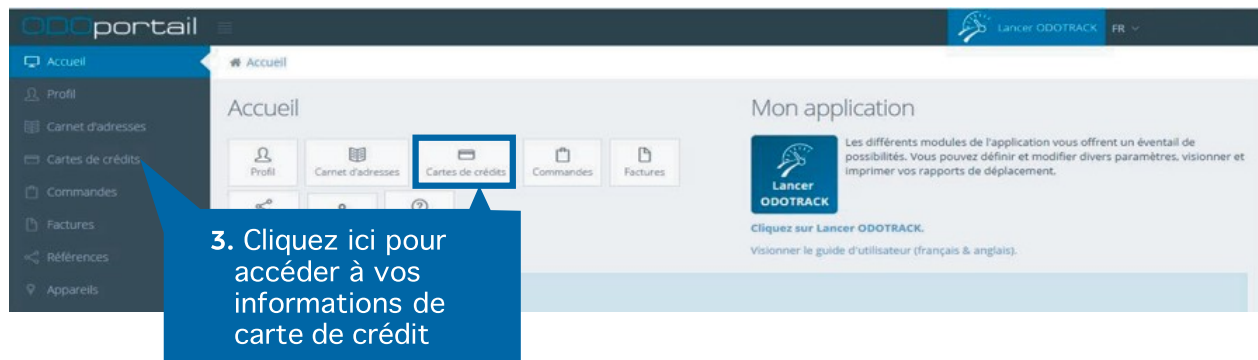 ODOportail
Lancer ODOTRACK FR
Accueil
Accueil
Profil
Carnet d'adresses
Cartes de crédits
Commandes
Factures
Références
Appareils
Accueil
Profil
Carnet d'adresses
Cartes de crédits
Commandes
Factures
3. Cliquez ici pour
accéder à vos
informations de
carte de crédit
Mon application
Lancer
ODOTRACK
Les différents modules de l'application vous offrent un éventail de
possibilités. Vous pouvez définir et modifier divers paramètres, visionner et
imprimer vos rapports de déplacement.
Cliquez sur Lancer ODOTRACK.
Visionner le guide d'utilisateur (français & anglais).